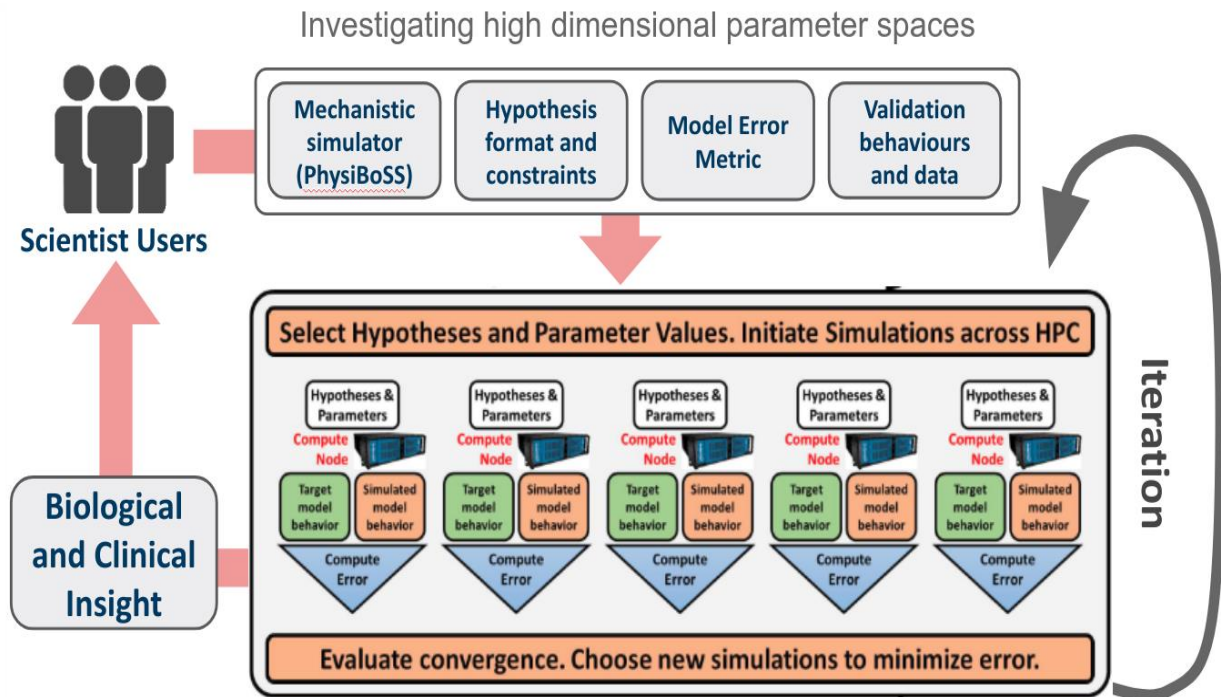 Investigating high dimensional parameter spaces
Mechanistic
simulator
(PhysiBoSS)
Hypothesis
format and
constraints
Model Error
Metric
Validation
behaviours
and data
Scientist Users
Select Hypotheses and Parameter Values. Initiate Simulations across HPC
Hypotheses &
Parameters
Compute
Node
Target
model
behavior
Simulated
model
behavior
Compute
Error
Hypotheses &
Parameters
Compute
Node
Target
model
behavior
Simulated
model
behavior
Compute
Error
Hypotheses &
Parameters
Compute
Node
Target
model
behavior
Simulated
model
behavior
Compute
Error
Hypotheses &
Parameters
Compute
Node
Target
model
behavior
Simulated
model
behavior
Compute
Error
Hypotheses &
Parameters
Compute
Node
Target
model
behavior
Simulated
model
behavior
Compute
Error
Evaluate convergence. Choose new simulations to minimize error.
Iteration
Biological
and Clinical
Insight